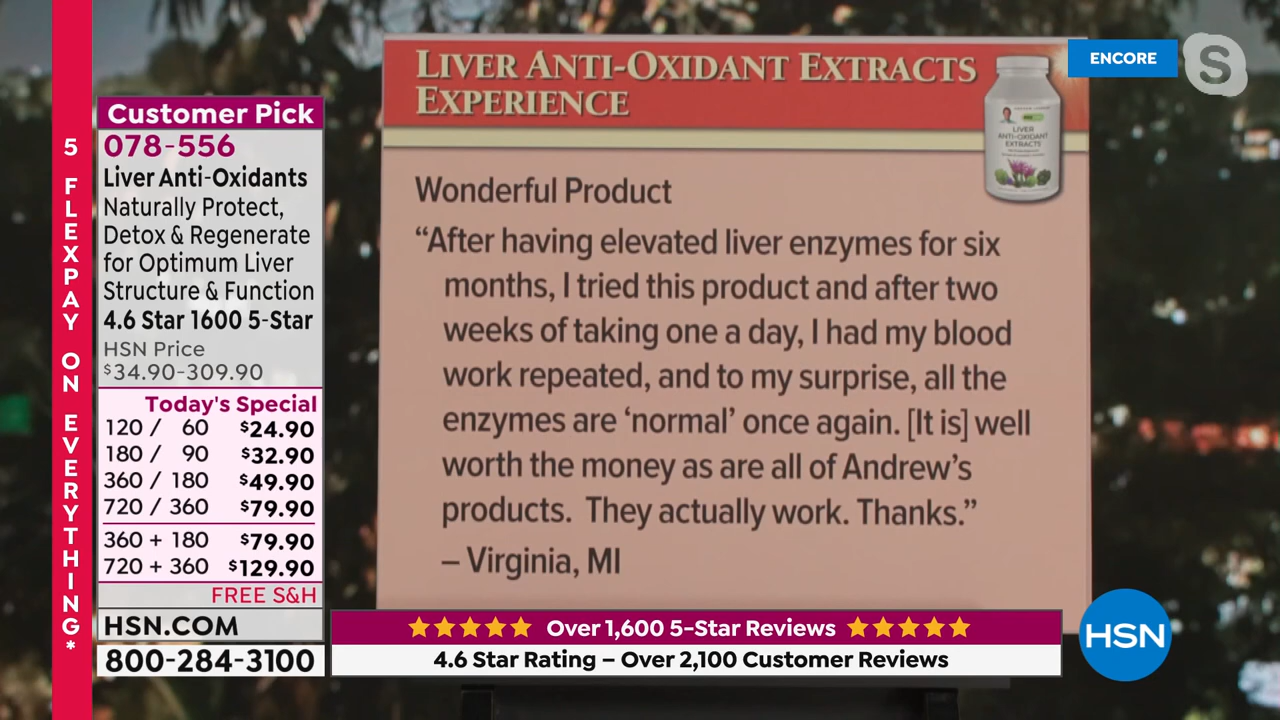 5 FLEXPAY ON EVERYTHING*
Customer Pick
078-556
Liver Anti-Oxidants
Naturally Protect,
Detox & Regenerate
for Optimum Liver
Structure & Function
4.6 Star 1600 5-Star
HSN Price
$34.90-309.90
Today's Special
120 / 60 $24.90
180 / 90 $32.90
360 / 180 $49.90
720 / 360 $79.90
360 + 180 $79.90
720 + 360 $129.90
FREE S&H
HSN.COM
800-284-3100
LIVER ANTI-OXIDANT EXTRACTS
EXPERIENCE
LIVER
ANTI-OXIDANT
EXTRACTS
Wonderful Product
“After having elevated liver enzymes for six
months, I tried this product and after two
weeks of taking one a day, I had my blood
work repeated, and to my surprise, all the
enzymes are ‘normal’ once again. [It is] well
worth the money as are all of Andrew’s
products. They actually work. Thanks.”
– Virginia, MI
ENCORE
S
Over 1,600 5-Star Reviews
4.6 Star Rating – Over 2,100 Customer Reviews
HSN